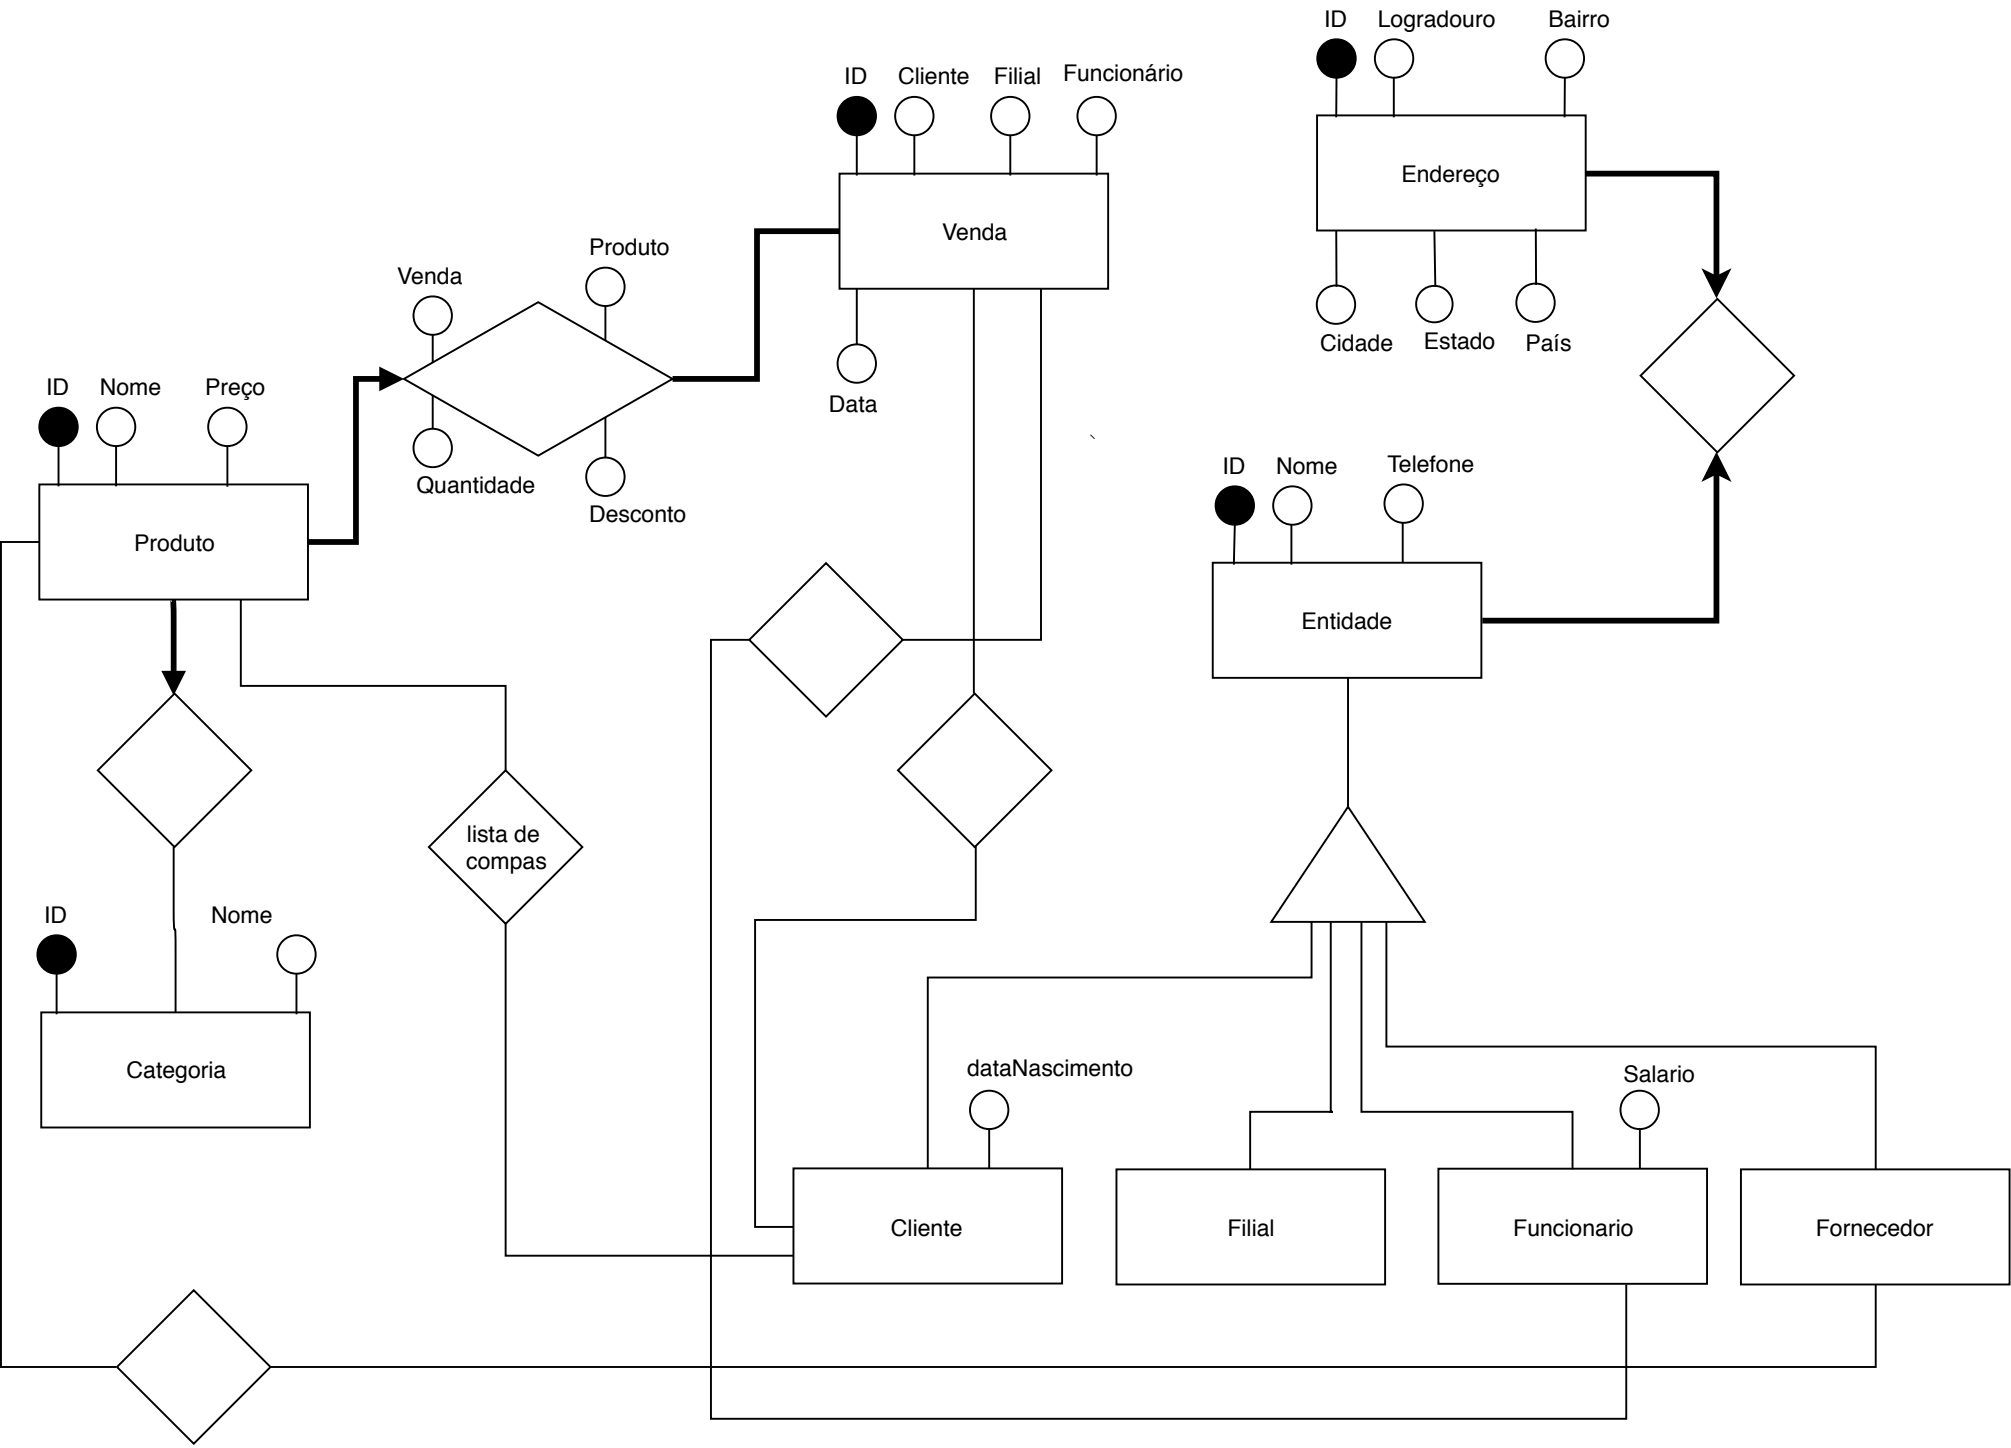 ID Logradouro Bairro
Endereço
Cidade Estado País
ID Cliente Filial Funcionário
Venda
Data
Venda
Produto
Quantidade
Desconto
ID Nome Preço
Produto
ID Nome Telefone
Entidade
lista de
compas
ID Nome
Categoria
dataNascimento
Cliente
Filial
Salario
Funcionario
Fornecedor